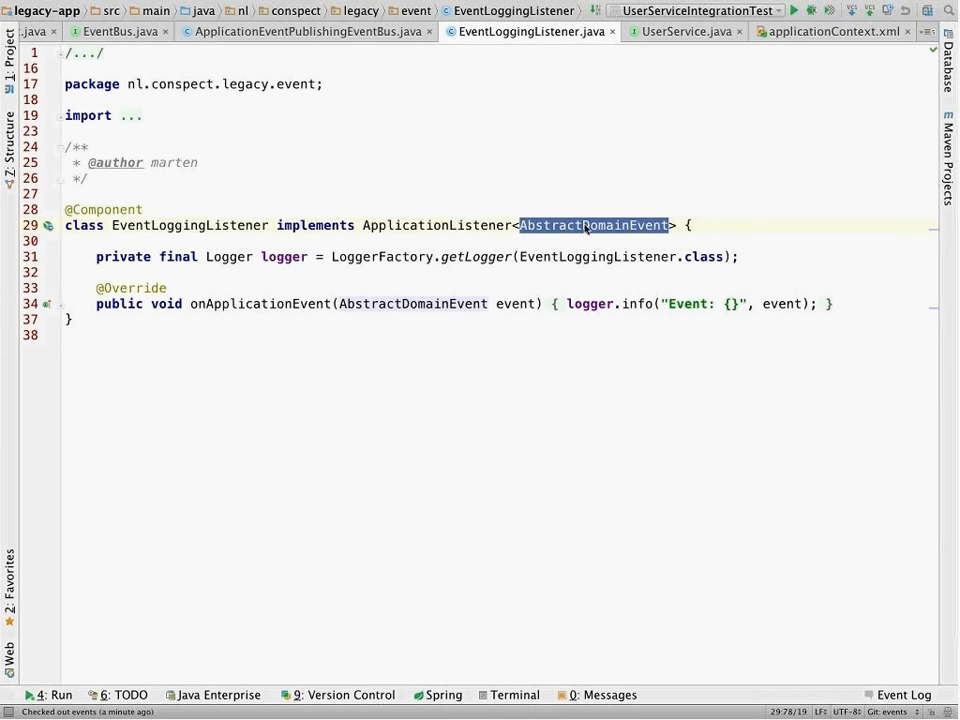 legacy-app src main java nl conspect legacy event EventLoggingListener UserServiceIntegrationTest
.java EventBus.java ApplicationEventPublishingEventBus.java EventLoggingListener.java UserService.java applicationContext.xml
1: Project
Z: Structure
2: Favorites
Web
1 /.../
16
17 package nl.conspect.legacy.event;
18
19 import ...
23
24 /**
25 * @author marten
26 */
27
28 @Component
29 class EventLoggingListener implements ApplicationListener<AbstractDomainEvent> {
30
31 private final Logger logger = LoggerFactory.getLogger(EventLoggingListener.class);
32
33 @Override
34 public void onApplicationEvent(AbstractDomainEvent event) { logger.info("Event: {}", event); }
37 }
38
Database
Maven Projects
4: Run 6: TODO Java Enterprise 9: Version Control Spring Terminal 0: Messages Event Log
Checked out events (a minute ago) 29:78/19 LF÷ UTF-8÷ Git: events